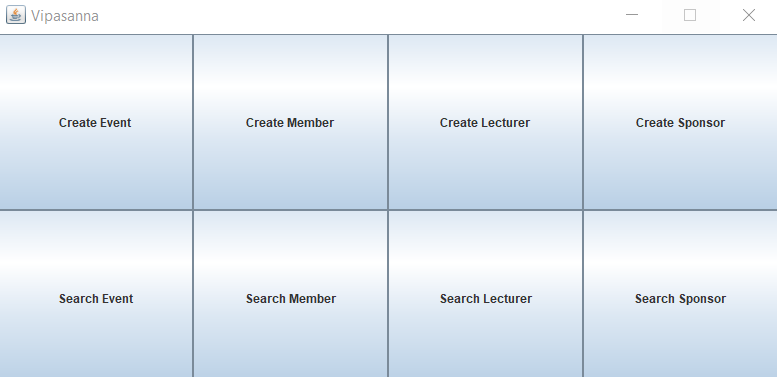 Vipasanna
Create Event
Create Member
Create Lecturer
Create Sponsor
Search Event
Search Member
Search Lecturer
Search Sponsor